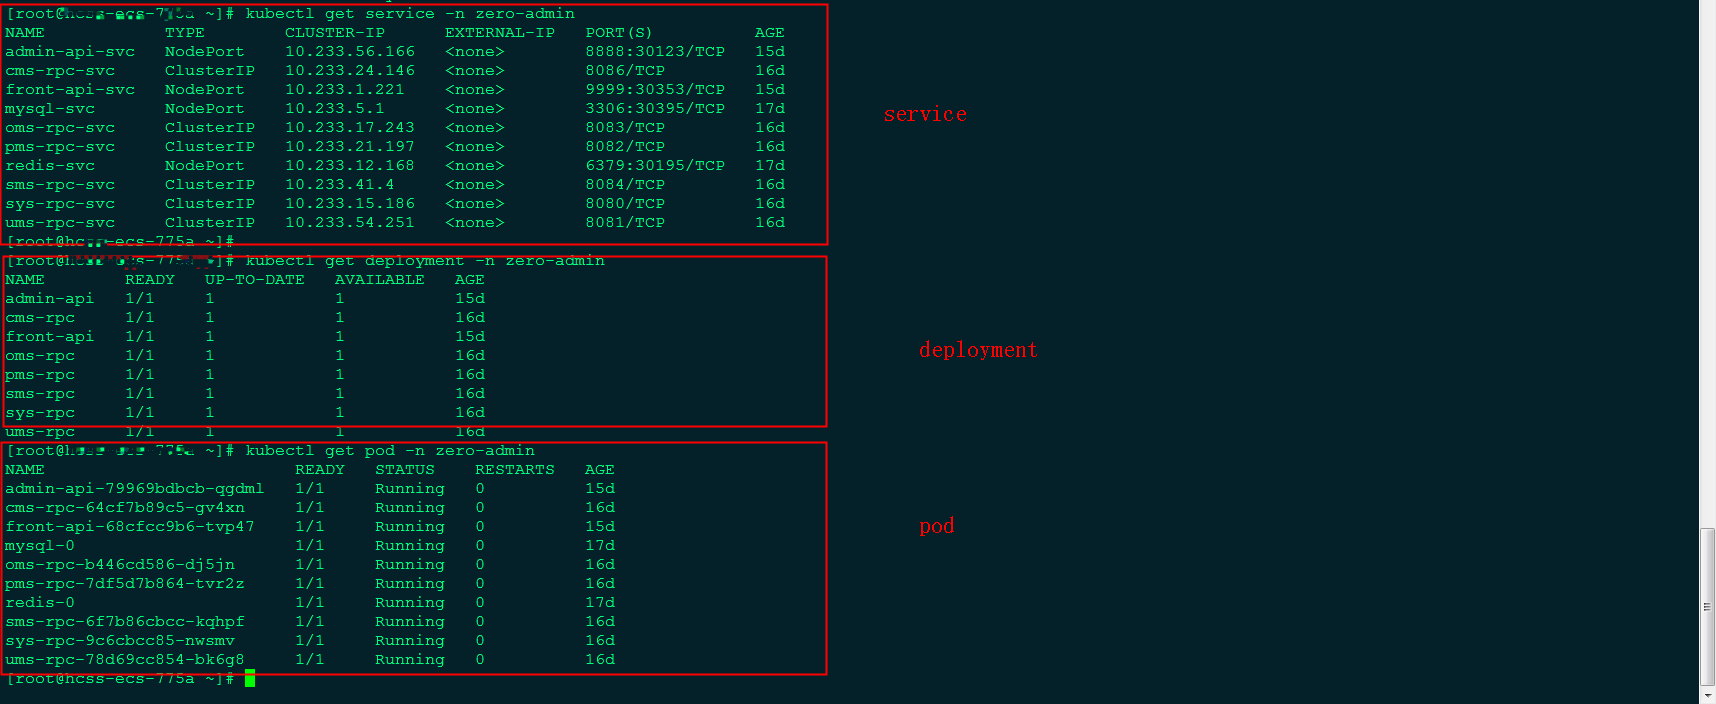 [root@hcss-ecs-775a ~]# kubectl get service -n zero-admin
NAME TYPE CLUSTER-IP EXTERNAL-IP PORT(S) AGE
admin-api-svc NodePort 10.233.56.166 <none> 8888:30123/TCP 15d
cms-rpc-svc ClusterIP 10.233.24.146 <none> 8086/TCP 16d
front-api-svc NodePort 10.233.1.221 <none> 9999:30353/TCP 15d
mysql-svc NodePort 10.233.5.1 <none> 3306:30395/TCP 17d
oms-rpc-svc ClusterIP 10.233.17.243 <none> 8083/TCP 16d
pms-rpc-svc ClusterIP 10.233.21.197 <none> 8082/TCP 16d
redis-svc NodePort 10.233.12.168 <none> 6379:30195/TCP 17d
sms-rpc-svc ClusterIP 10.233.41.4 <none> 8084/TCP 16d
sys-rpc-svc ClusterIP 10.233.15.186 <none> 8080/TCP 16d
ums-rpc-svc ClusterIP 10.233.54.251 <none> 8081/TCP 16d
service
[root@hcss-ecs-775a ~]#
~]# kubectl get deployment -n zero-admin
NAME READY UP-TO-DATE AVAILABLE AGE
admin-api 1/1 1 1 15d
cms-rpc 1/1 1 1 16d
front-api 1/1 1 1 15d
oms-rpc 1/1 1 1 16d
pms-rpc 1/1 1 1 16d
sms-rpc 1/1 1 1 16d
sys-rpc 1/1 1 1 16d
ums-rpc 1/1 1 1 16d
deployment
~]# kubectl get pod -n zero-admin
NAME READY STATUS RESTARTS AGE
admin-api-79969bdbcb-qgdml 1/1 Running 0 15d
cms-rpc-64cf7b89c5-gv4xn 1/1 Running 0 16d
front-api-68cfcc9b6-tvp47 1/1 Running 0 15d
mysql-0 1/1 Running 0 17d
oms-rpc-b446cd586-dj5jn 1/1 Running 0 16d
pms-rpc-7df5d7b864-tvr2z 1/1 Running 0 16d
redis-0 1/1 Running 0 17d
sms-rpc-6f7b86cbcc-kqhpf 1/1 Running 0 16d
sys-rpc-9c6cbcc85-nwsmv 1/1 Running 0 16d
ums-rpc-78d69cc854-bk6g8 1/1 Running 0 16d
pod
[root@hcss-ecs-775a ~]#